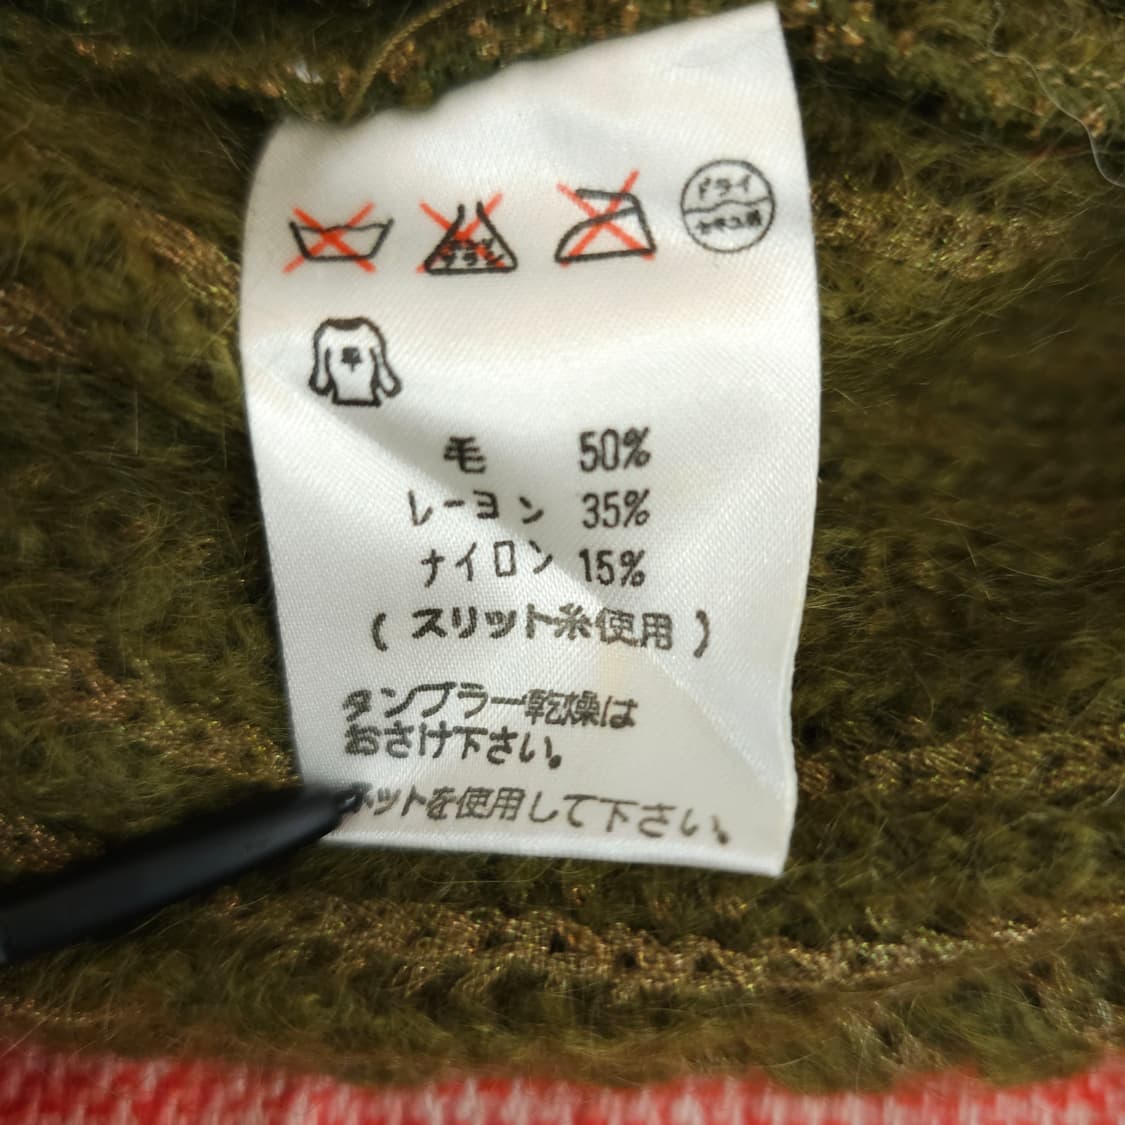 ドライ
セキユ系
平
毛 50%
レーヨン 35%
ナイロン 15%
( スリット糸使用 )
タンブラー乾燥は
おさけ下さい。
ネットを使用して下さい。